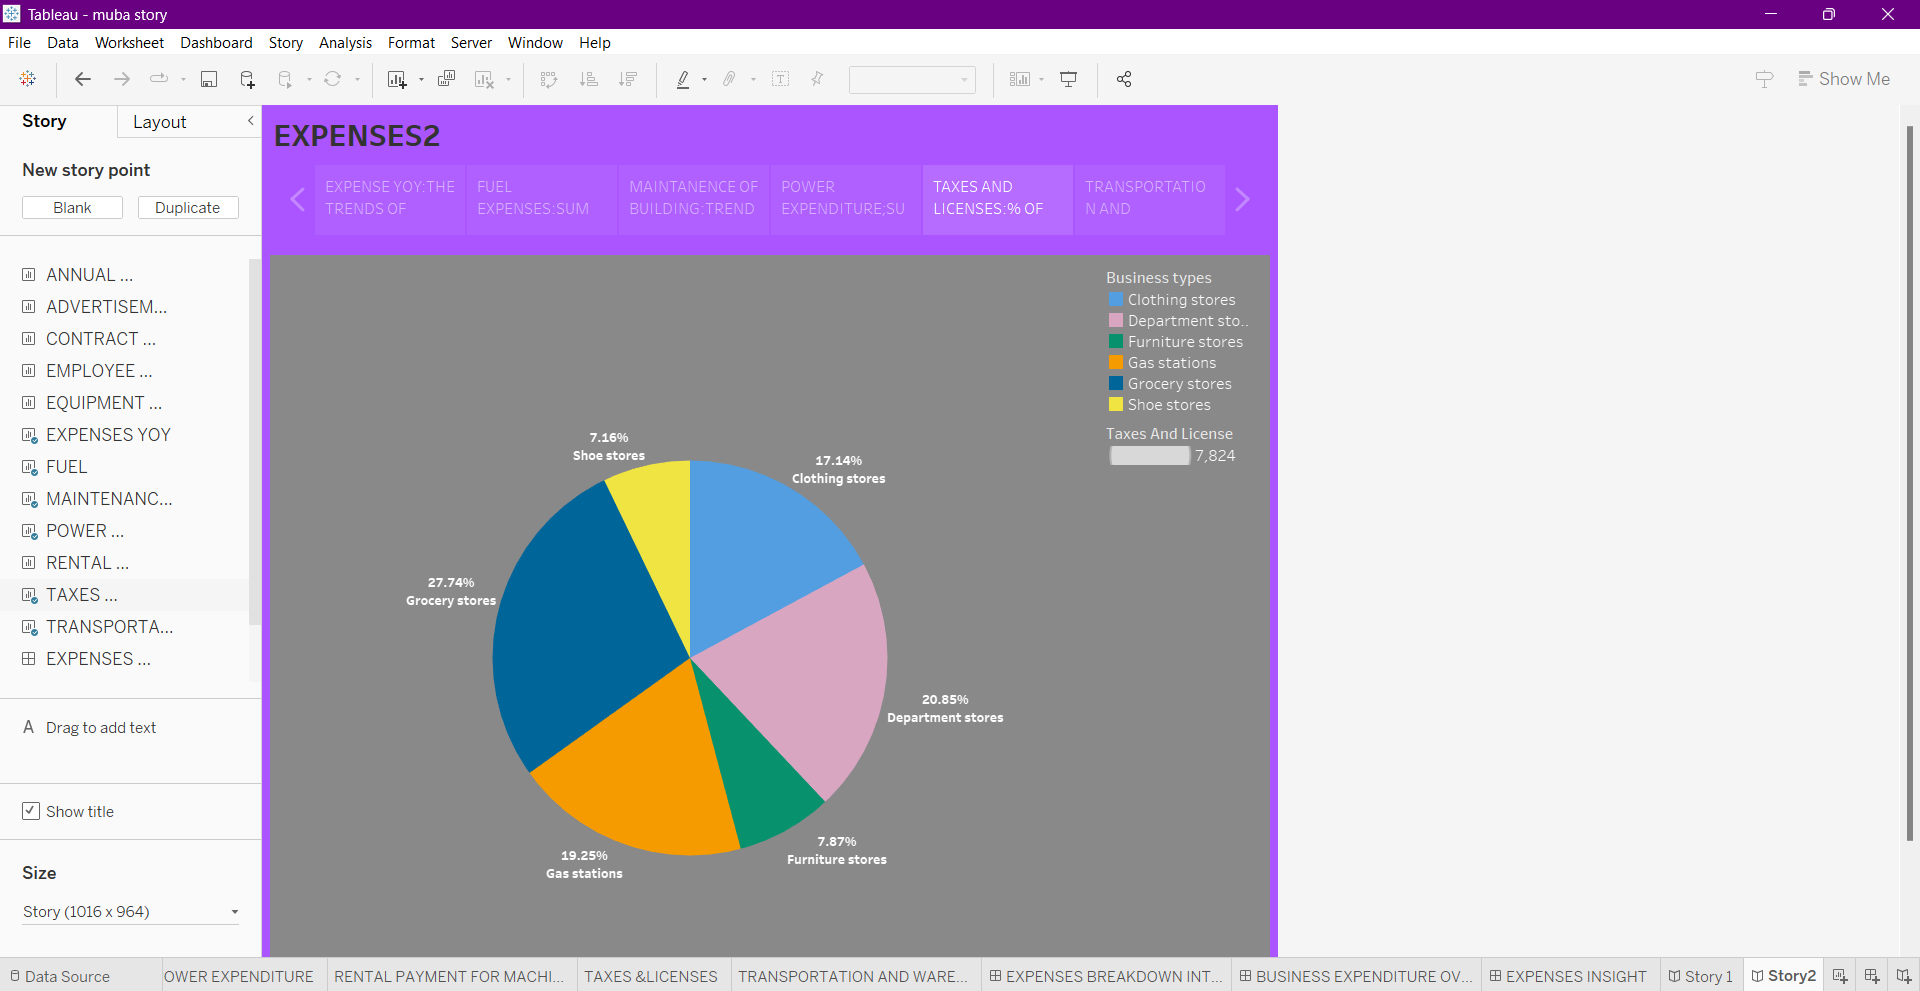 Tableau - muba story
File Data Worksheet Dashboard Story Analysis Format Server Window Help
Show Me
Story Layout
New story point
Blank Duplicate
ANNUAL ...
ADVERTISEM...
CONTRACT ...
EMPLOYEE ...
EQUIPMENT ...
EXPENSES YOY
FUEL
MAINTENANC...
POWER ...
RENTAL ...
TAXES ...
TRANSPORTA...
EXPENSES ...
A Drag to add text
Show title
Size
Story (1016 x 964)
EXPENSES2
EXPENSE YOY:THE
TRENDS OF
FUEL
EXPENSES:SUM
MAINTANENCE OF
BUILDING:TREND
POWER
EXPENDITURE;SU
TAXES AND
LICENSES:% OF
TRANSPORTATIO
N AND
Business types
Clothing stores
Department sto..
Furniture stores
Gas stations
Grocery stores
Shoe stores
Taxes And License
7,824
7.16%
Shoe stores
17.14%
Clothing stores
27.74%
Grocery stores
20.85%
Department stores
7.87%
Furniture stores
19.25%
Gas stations
Data Source OWER EXPENDITURE RENTAL PAYMENT FOR MACHI... TAXES &LICENSES TRANSPORTATION AND WARE... EXPENSES BREAKDOWN INT... BUSINESS EXPENDITURE OV... EXPENSES INSIGHT Story 1 Story2